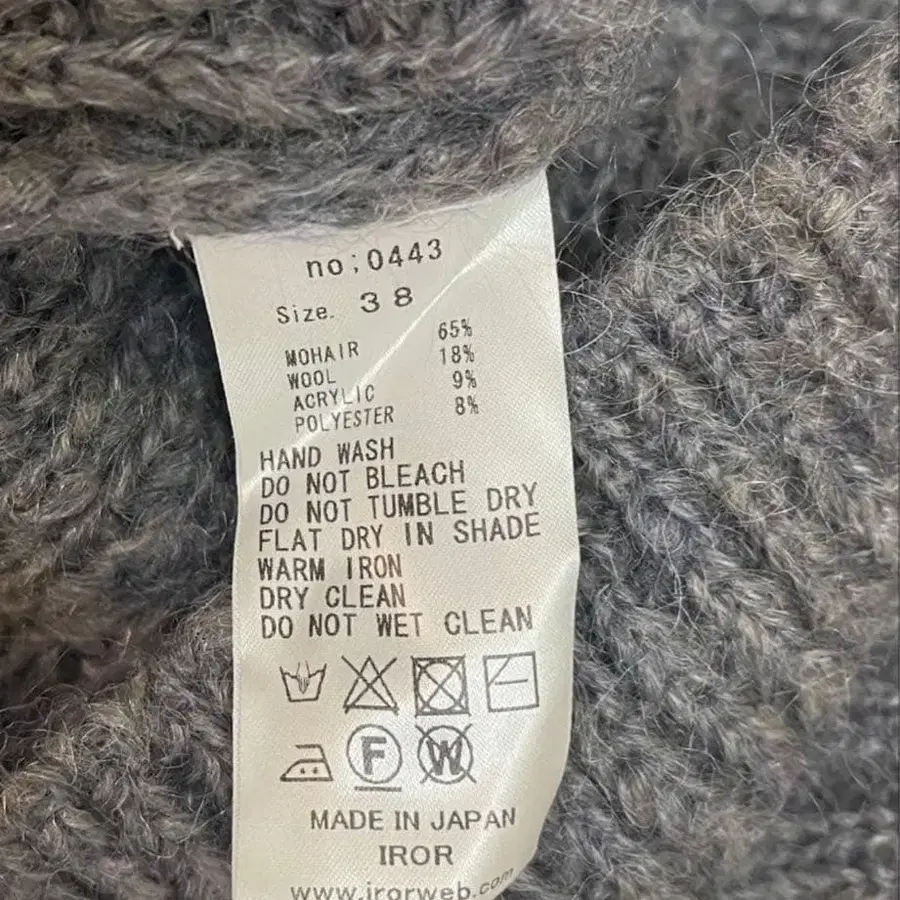 no;0443
Size. 38
MOHAIR 65%
WOOL 18%
ACRYLIC 9%
POLYESTER 8%
HAND WASH
DO NOT BLEACH
DO NOT TUMBLE DRY
FLAT DRY IN SHADE
WARM IRON
DRY CLEAN
DO NOT WET CLEAN
F W
MADE IN JAPAN
IROR
www.irorweb.com